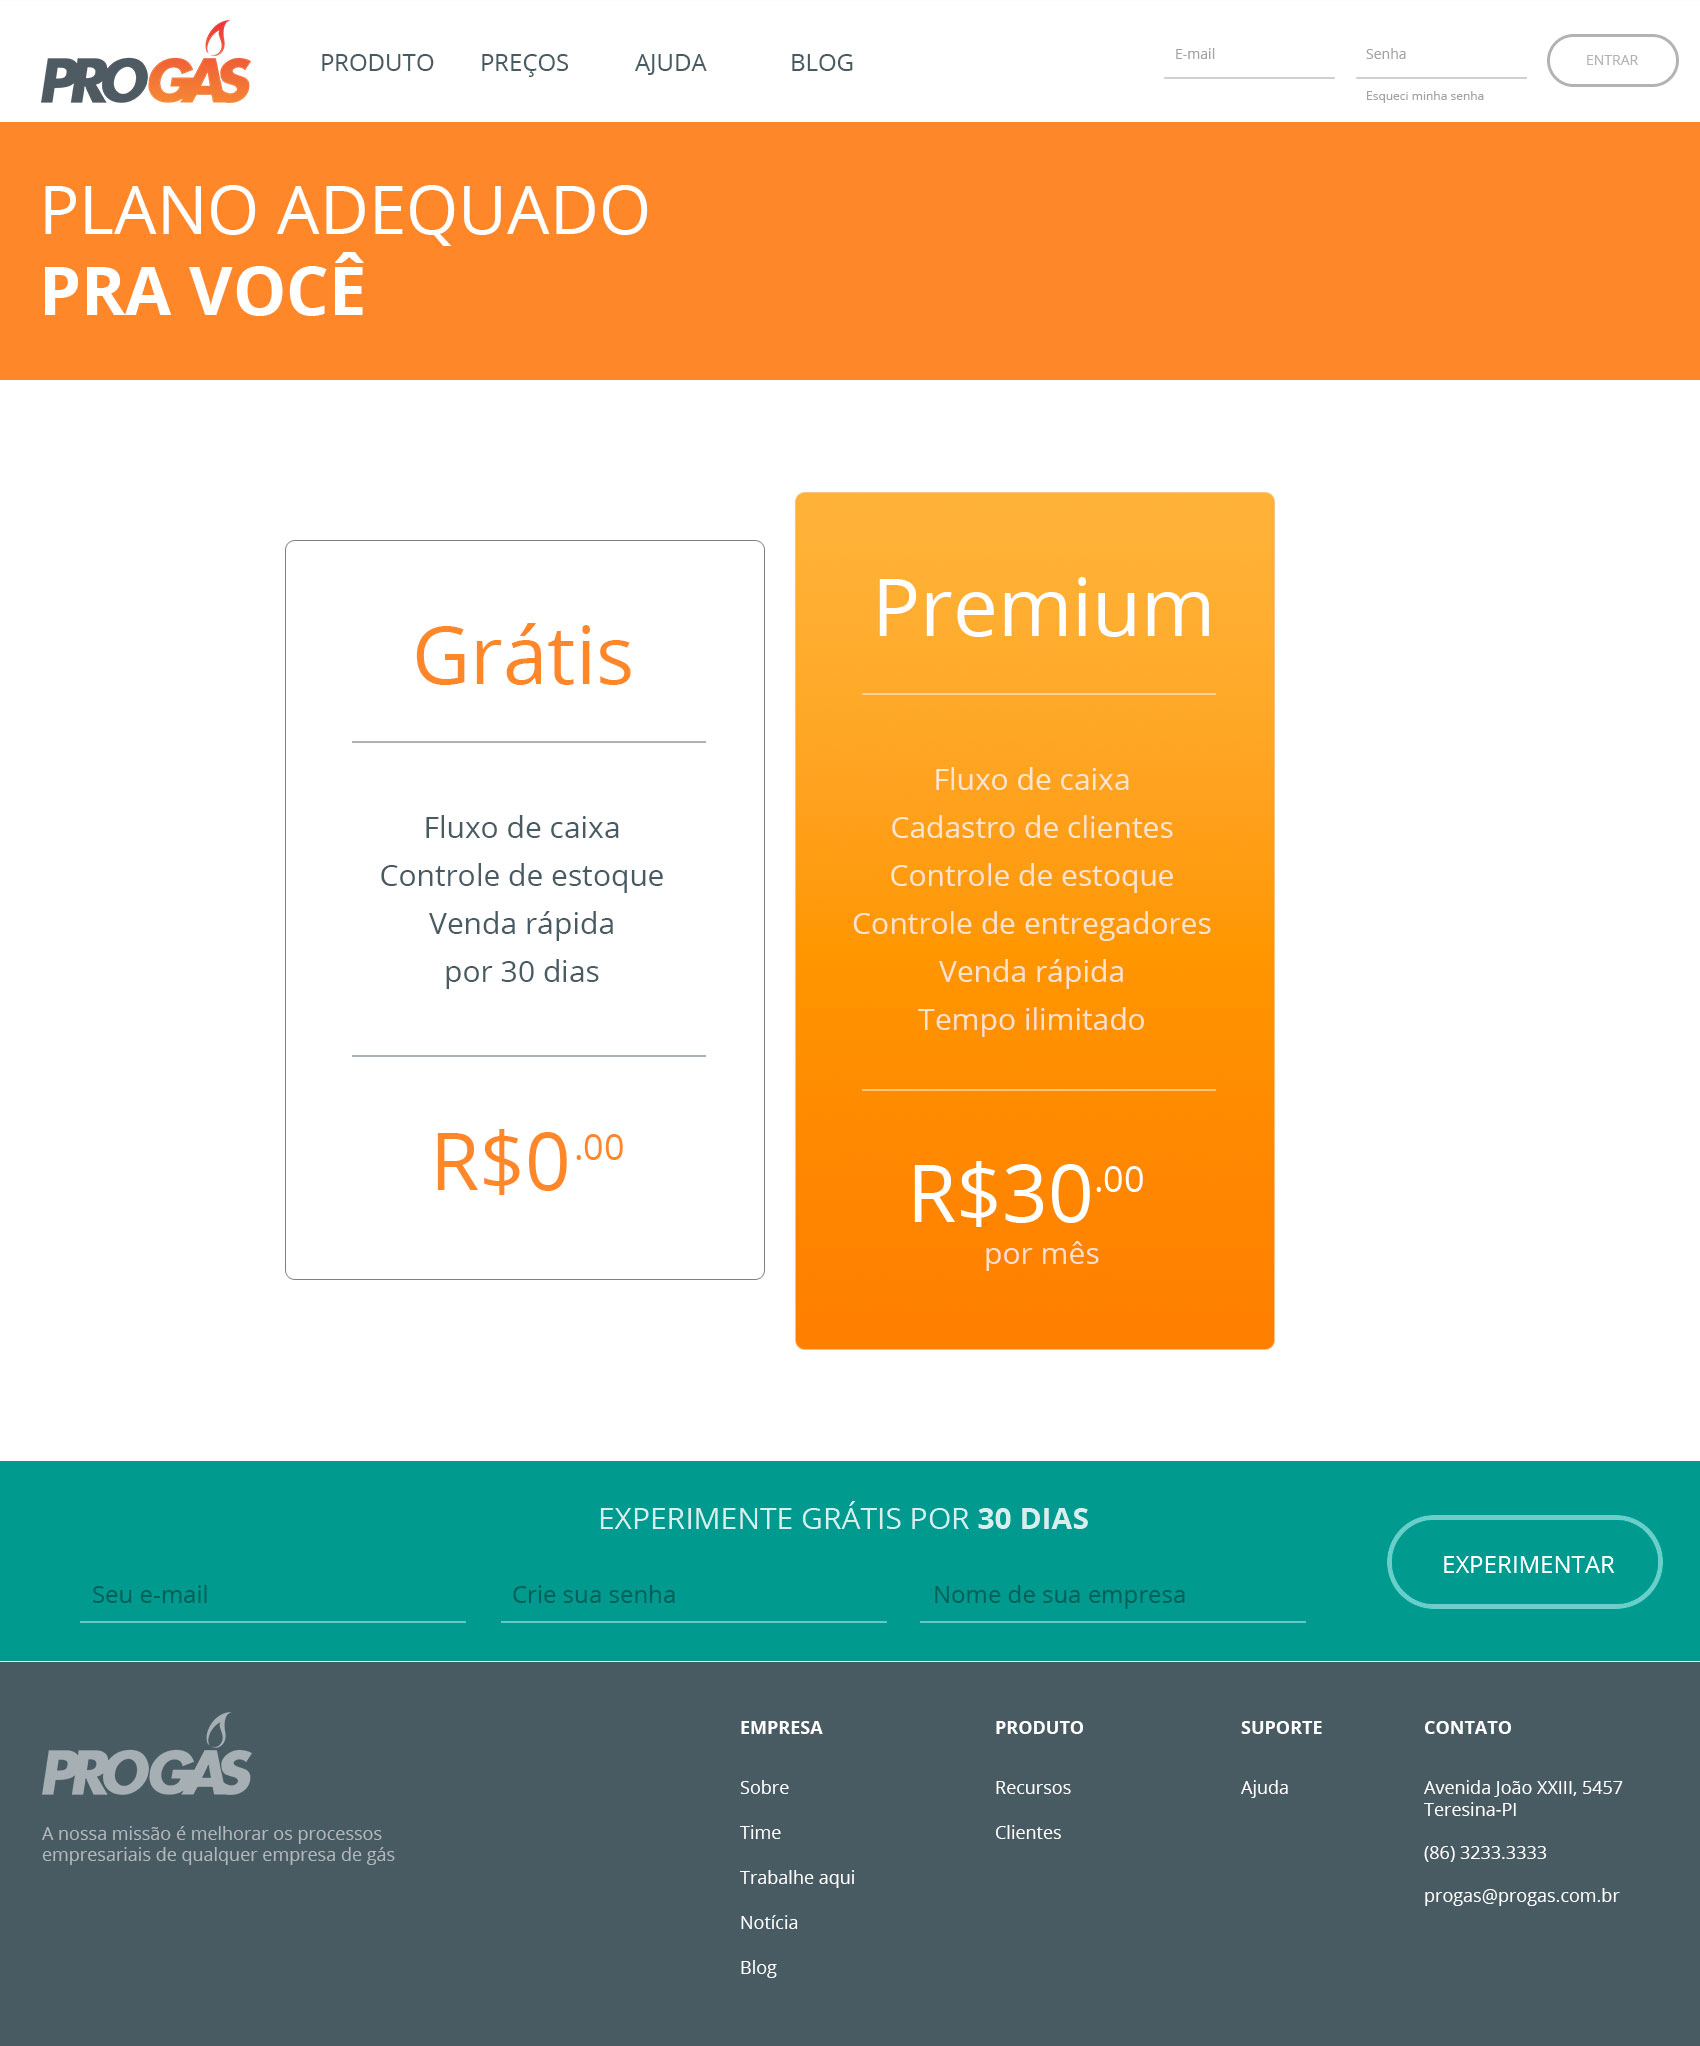 PROGÁS
PRODUTO PREÇOS AJUDA BLOG
E-mail Senha ENTRAR
Esqueci minha senha
PLANO ADEQUADO
PRA VOCÊ
Grátis
Fluxo de caixa
Controle de estoque
Venda rápida
por 30 dias
R$0.00
Premium
Fluxo de caixa
Cadastro de clientes
Controle de estoque
Controle de entregadores
Venda rápida
Tempo ilimitado
R$30.00
por mês
EXPERIMENTE GRÁTIS POR 30 DIAS
Seu e-mail Crie sua senha Nome de sua empresa
EXPERIMENTAR
PROGÁS
A nossa missão é melhorar os processos
empresariais de qualquer empresa de gás
EMPRESA
Sobre
Time
Trabalhe aqui
Notícia
Blog
PRODUTO
Recursos
Clientes
SUPORTE
Ajuda
CONTATO
Avenida João XXIII, 5457
Teresina-PI
(86) 3233.3333
progas@progas.com.br